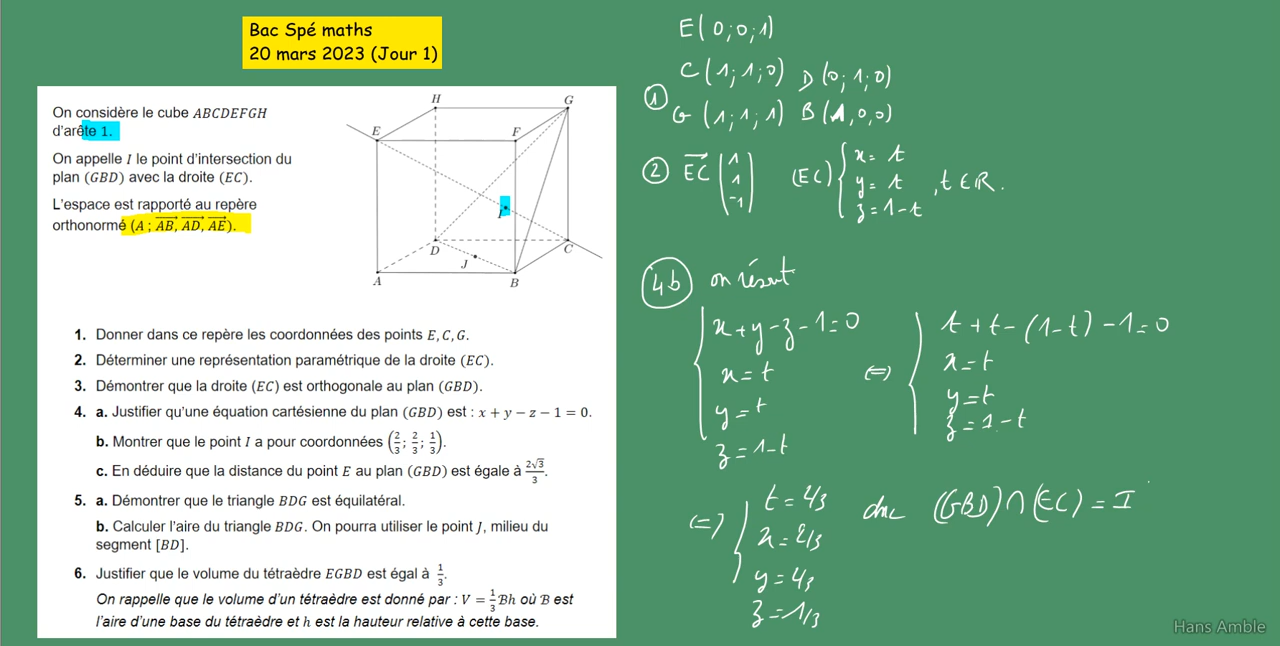 Bac Spé maths
20 mars 2023 (Jour 1)
On considère le cube ABCDEFGH
d'arête 1.
On appelle I le point d'intersection du
plan (GBD) avec la droite (EC).
L'espace est rapporté au repère
orthonormé (A ; AB, AD, AE).
H
G
E
F
I
D
C
J
A
B
1. Donner dans ce repère les coordonnées des points E, C, G.
2. Déterminer une représentation paramétrique de la droite (EC).
3. Démontrer que la droite (EC) est orthogonale au plan (GBD).
4. a. Justifier qu'une équation cartésienne du plan (GBD) est : x + y − z − 1 = 0.
b. Montrer que le point I a pour coordonnées (2/3 ; 2/3 ; 1/3).
c. En déduire que la distance du point E au plan (GBD) est égale à 2√3/3.
5. a. Démontrer que le triangle BDG est équilatéral.
b. Calculer l'aire du triangle BDG. On pourra utiliser le point J, milieu du
segment [BD].
6. Justifier que le volume du tétraèdre EGBD est égal à 1/3.
On rappelle que le volume d'un tétraèdre est donné par : V = 1/3 Bh où B est
l'aire d'une base du tétraèdre et h est la hauteur relative à cette base.
E(0;0;1)
C(1;1;0) D(0;1;0)
① G(1;1;1) B(1,0,0)
② EC (1 1 -1) (EC) { x = t
y = t , t ∈ R.
z = 1-t
4b on résout
x+y-z-1=0
x=t
y=t
z=1-t
⇔ t+t-(1-t)-1=0
x=t
y=t
z=1-t
⇔ t=2/3 donc (GBD)∩(EC)=I
x=2/3
y=2/3
z=1/3
Hans Amble